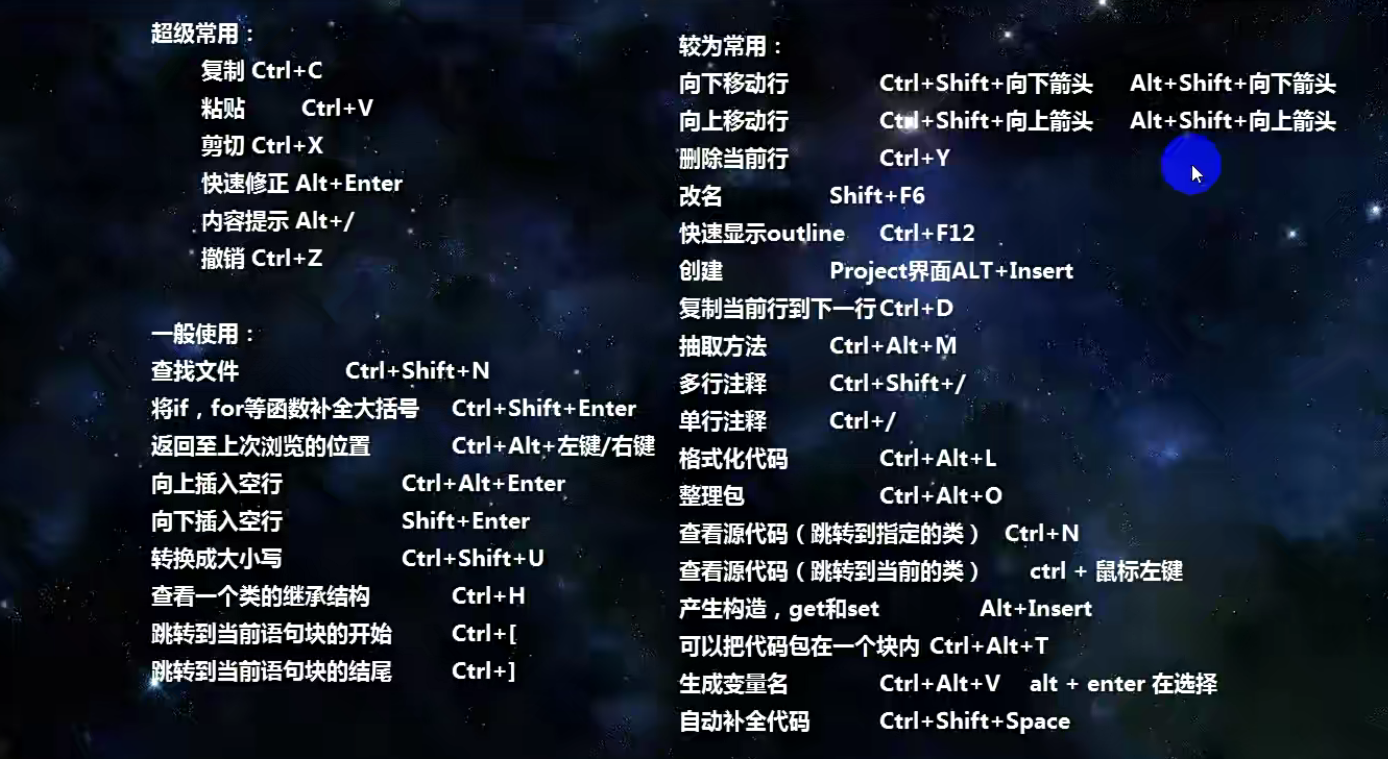 超级常用：
复制 Ctrl+C
粘贴 Ctrl+V
剪切 Ctrl+X
快速修正 Alt+Enter
内容提示 Alt+/
撤销 Ctrl+Z
一般使用：
查找文件 Ctrl+Shift+N
将if，for等函数补全大括号 Ctrl+Shift+Enter
返回至上次浏览的位置 Ctrl+Alt+左键/右键
向上插入空行 Ctrl+Alt+Enter
向下插入空行 Shift+Enter
转换成大小写 Ctrl+Shift+U
查看一个类的继承结构 Ctrl+H
跳转到当前语句块的开始 Ctrl+[
跳转到当前语句块的结尾 Ctrl+]
较为常用：
向下移动行 Ctrl+Shift+向下箭头 Alt+Shift+向下箭头
向上移动行 Ctrl+Shift+向上箭头 Alt+Shift+向上箭头
删除当前行 Ctrl+Y
改名 Shift+F6
快速显示outline Ctrl+F12
创建 Project界面ALT+Insert
复制当前行到下一行Ctrl+D
抽取方法 Ctrl+Alt+M
多行注释 Ctrl+Shift+/
单行注释 Ctrl+/
格式化代码 Ctrl+Alt+L
整理包 Ctrl+Alt+O
查看源代码（跳转到指定的类） Ctrl+N
查看源代码（跳转到当前的类） ctrl + 鼠标左键
产生构造，get和set Alt+Insert
可以把代码包在一个块内 Ctrl+Alt+T
生成变量名 Ctrl+Alt+V alt + enter 在选择
自动补全代码 Ctrl+Shift+Space